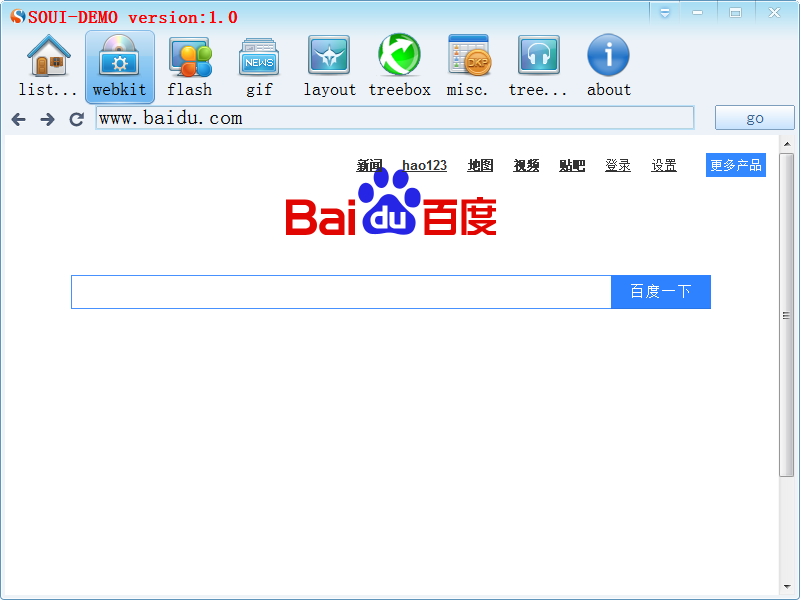 SOUI-DEMO version:1.0
list... webkit flash gif layout treebox misc. tree... about
NEWS DKP
www.baidu.com go
新闻 hao123 地图 视频 贴吧 登录 设置 更多产品
Bai du 百度
百度一下